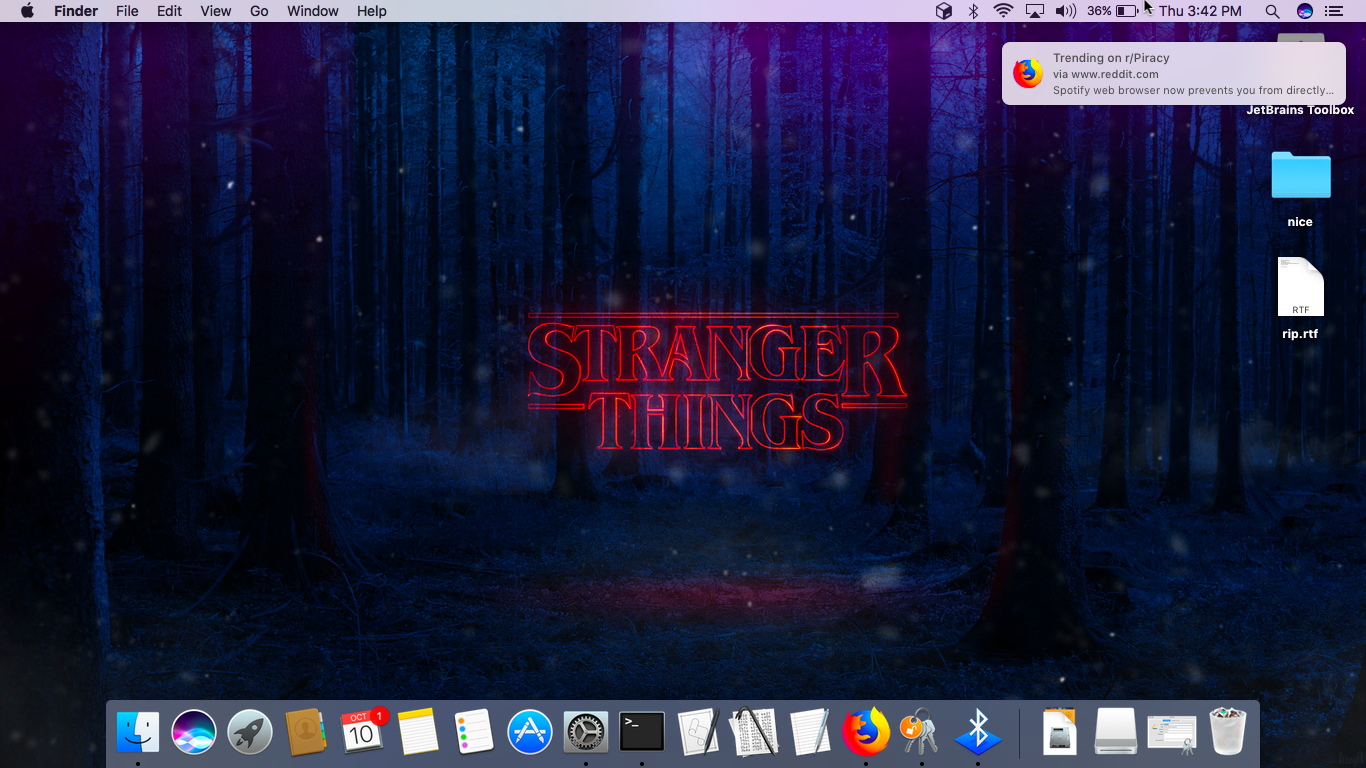 Finder File Edit View Go Window Help 36% Thu 3:42 PM
Trending on r/Piracy
via www.reddit.com
Spotify web browser now prevents you from directly...
JetBrains Toolbox
nice
RTF
rip.rtf
STRANGER
THINGS
OCT 1
10
>_